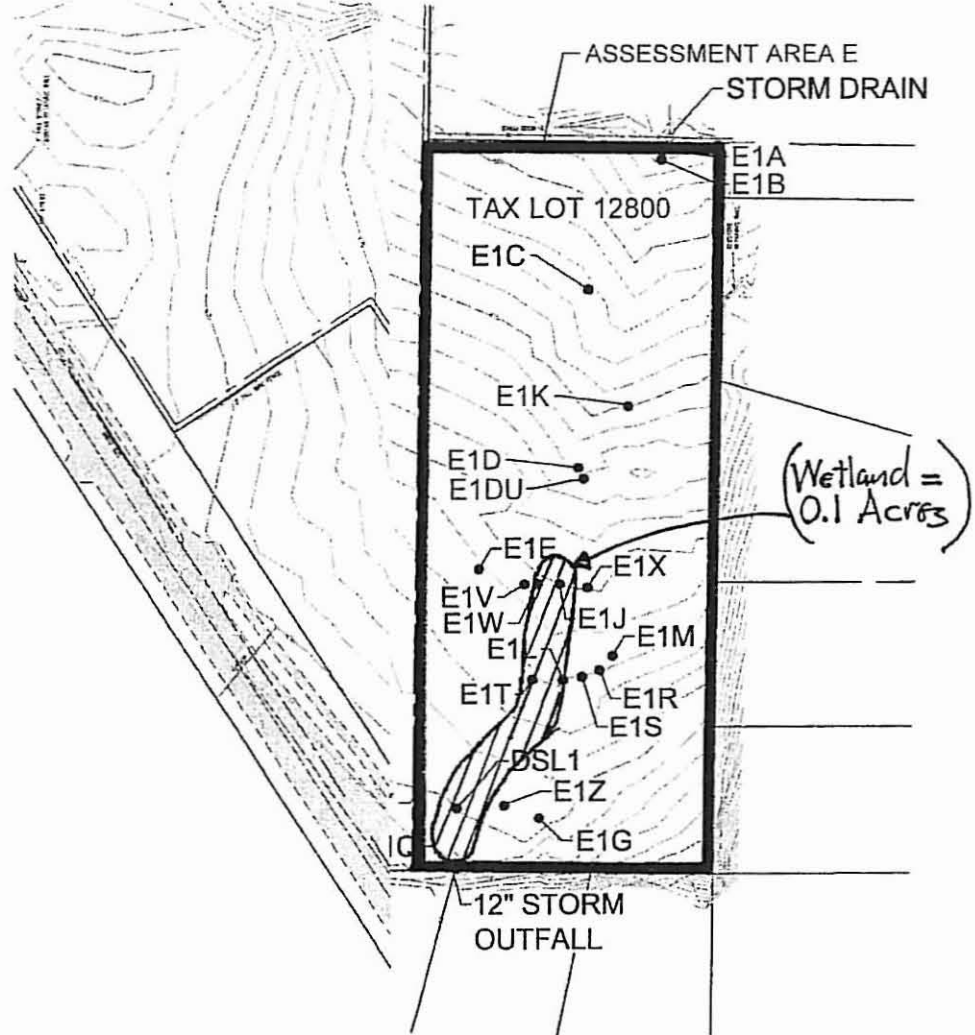 ASSESSMENT AREA E
STORM DRAIN
E1A
E1B
TAX LOT 12800
E1C
E1K
E1D
E1DU
(Wetland =
0.1 Acres)
E1E
E1X
E1V
E1W
E1J
E1
E1M
E1T
E1R
E1S
DSL1
E1Z
E1G
12" STORM
OUTFALL